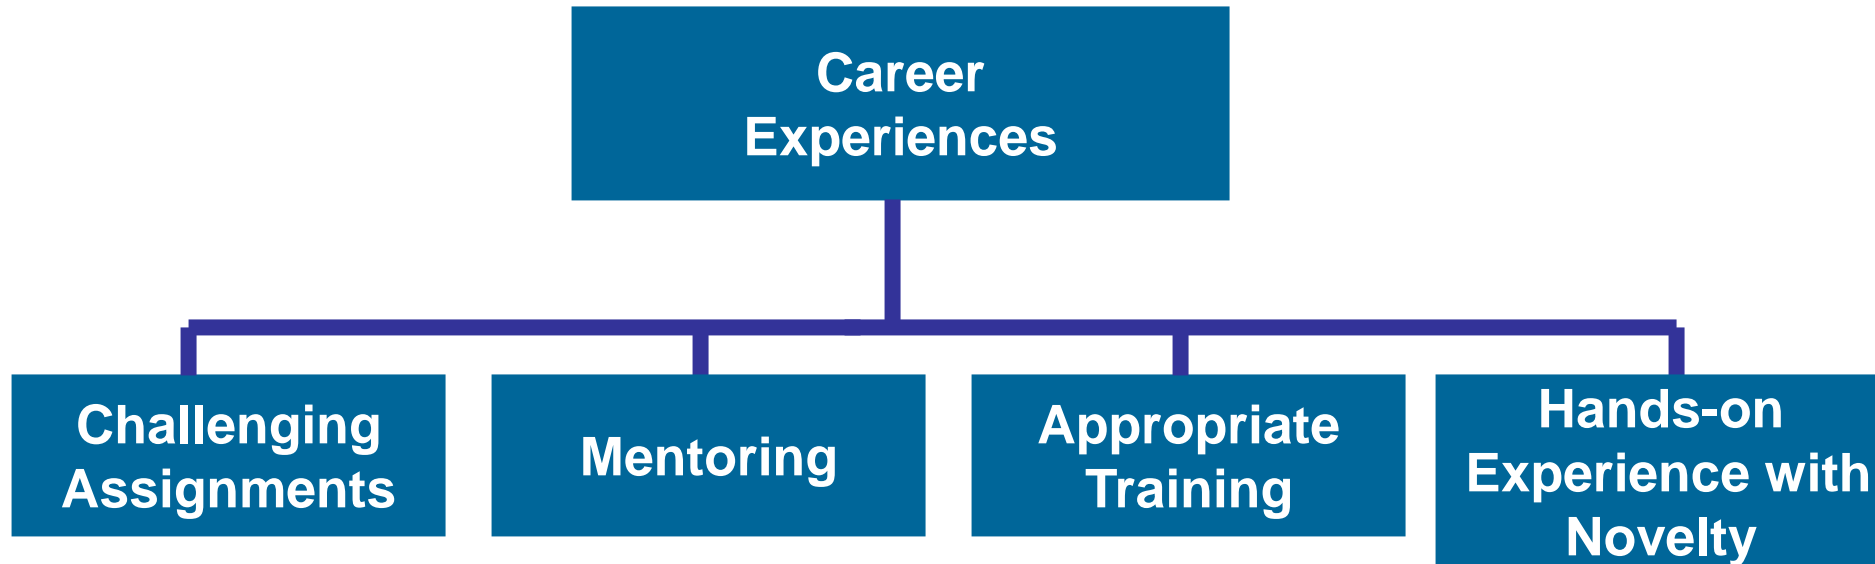 Career
Experiences
Challenging
Assignments
Mentoring
Appropriate
Training
Hands-on
Experience with
Novelty